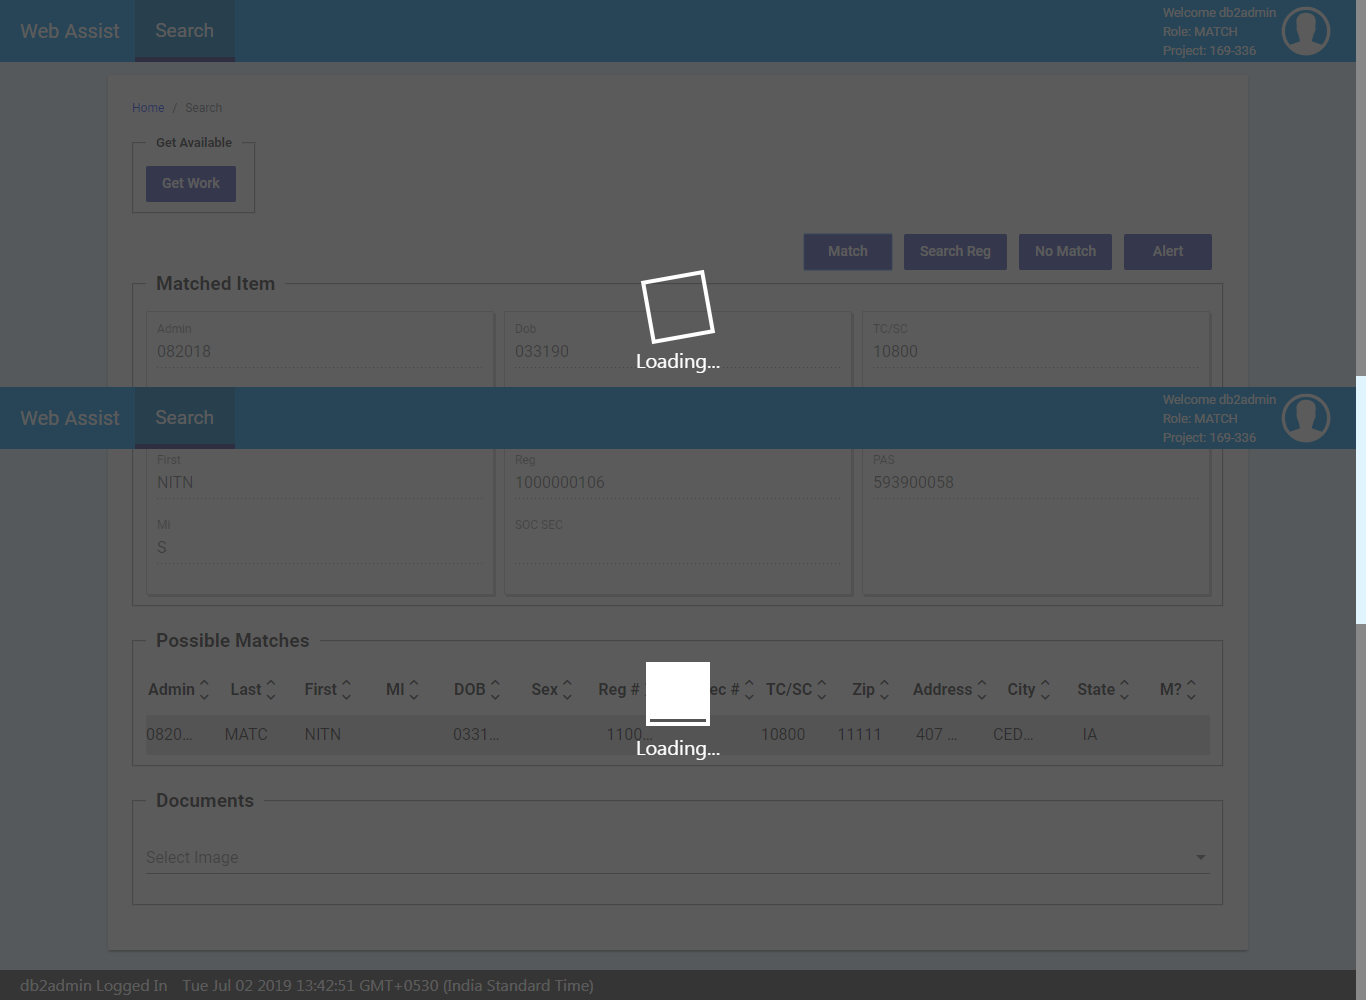 Web Assist Search
Welcome db2admin
Role: MATCH
Project: 169-336
Home / Search
Get Available
Get Work
Match Search Reg No Match Alert
Matched Item
Admin Dob TC/SC
082018 033190 10800
Loading...
Web Assist Search
Welcome db2admin
Role: MATCH
Project: 169-336
First Reg PAS
NITN 1000000106 593900058
MI SOC SEC
S
Possible Matches
Admin Last First MI DOB Sex Reg # ec # TC/SC Zip Address City State M?
0820... MATC NITN 0331... 1100... 10800 11111 407 ... CED... IA
Loading...
Documents
Select Image
db2admin Logged In Tue Jul 02 2019 13:42:51 GMT+0530 (India Standard Time)